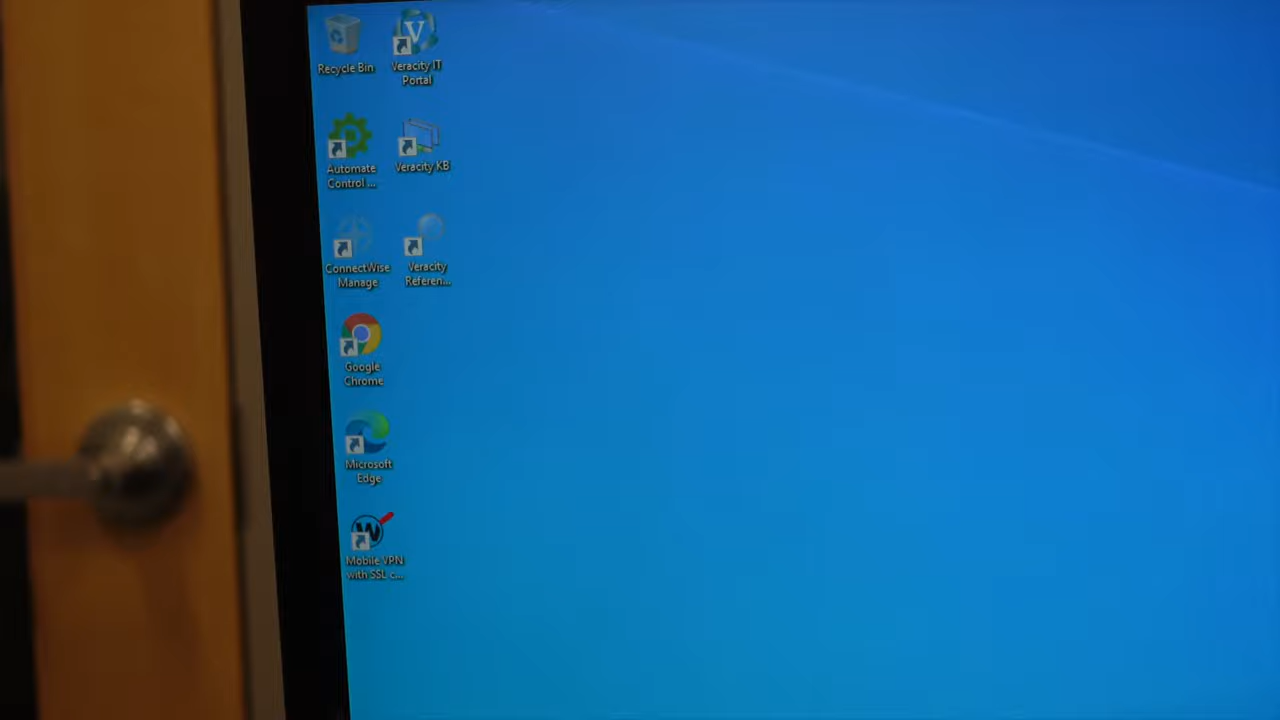 Recycle Bin
V
Veracity IT
Portal
Automate
Control ...
Veracity KB
ConnectWise
Manage
Veracity
Referen...
Google
Chrome
Microsoft
Edge
W
Mobile VPN
with SSL c...